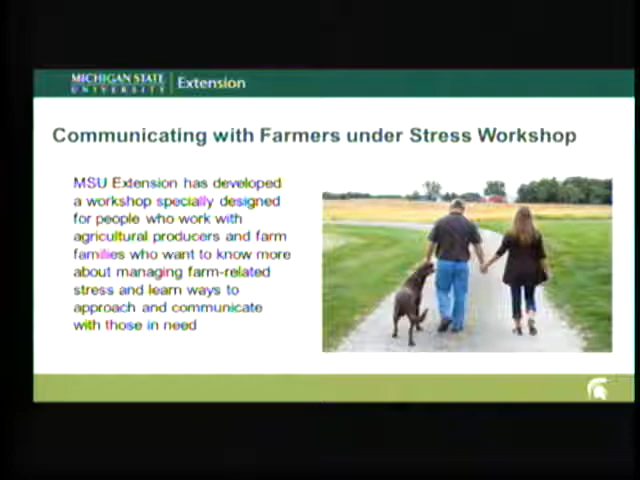 MICHIGAN STATE
UNIVERSITY
Extension
Communicating with Farmers under Stress Workshop
MSU Extension has developed
a workshop specially designed
for people who work with
agricultural producers and farm
families who want to know more
about managing farm-related
stress and learn ways to
approach and communicate
with those in need